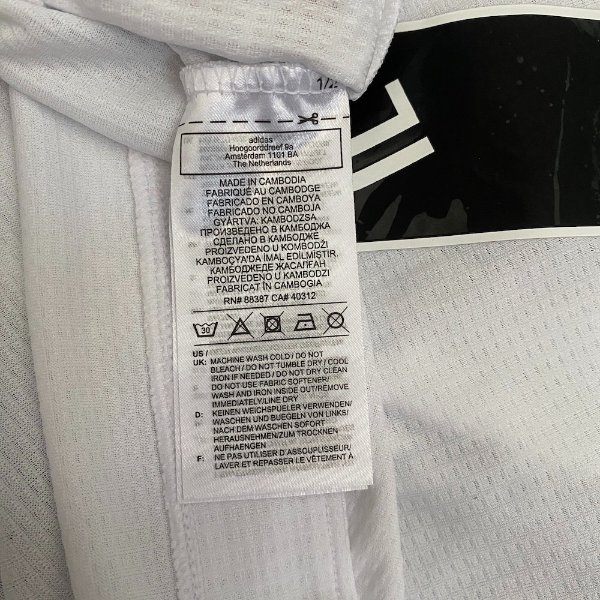 1/2
adidas
Hoogoorddreef 9a
Amsterdam 1101 BA
The Netherlands
MADE IN CAMBODIA
FABRIQUÉ AU CAMBODGE
FABRICADO EN CAMBOYA
FABRICADO NO CAMBOJA
GYÁRTVA: KAMBODZSA
ПРОИЗВЕДЕНО В КАМБОДЖА
СДЕЛАНО В КАМБОДЖЕ
PROIZVEDENO U KOMBODŽI
KAMBOÇYA'DA İMAL EDİLMİŞTİR.
КАМБОДЖЕДЕ ЖАСАЛҒАН
PROIZVEDENO U KAMBODZI
FABRICAT ÎN CAMBOGIA
RN# 88387 CA# 40312
30
US /
UK: MACHINE WASH COLD / DO NOT
BLEACH / DO NOT TUMBLE DRY / COOL
IRON IF NEEDED / DO NOT DRY CLEAN
DO NOT USE FABRIC SOFTENER/
WASH AND IRON INSIDE OUT/REMOVE
IMMEDIATELY/LINE DRY
D: KEINEN WEICHSPUELER VERWENDEN/
WASCHEN UND BUEGELN VON LINKS/
NACH DEM WASCHEN SOFORT
HERAUSNEHMEN/ZUM TROCKNEN
AUFHAENGEN
F: NE PAS UTILISER D'ASSOUPLISSEUR/
LAVER ET REPASSER LE VÊTEMENT À